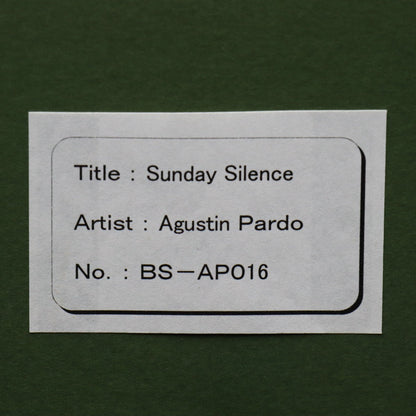 Title : Sunday Silence
Artist : Agustin Pardo
No. : BS－AP016